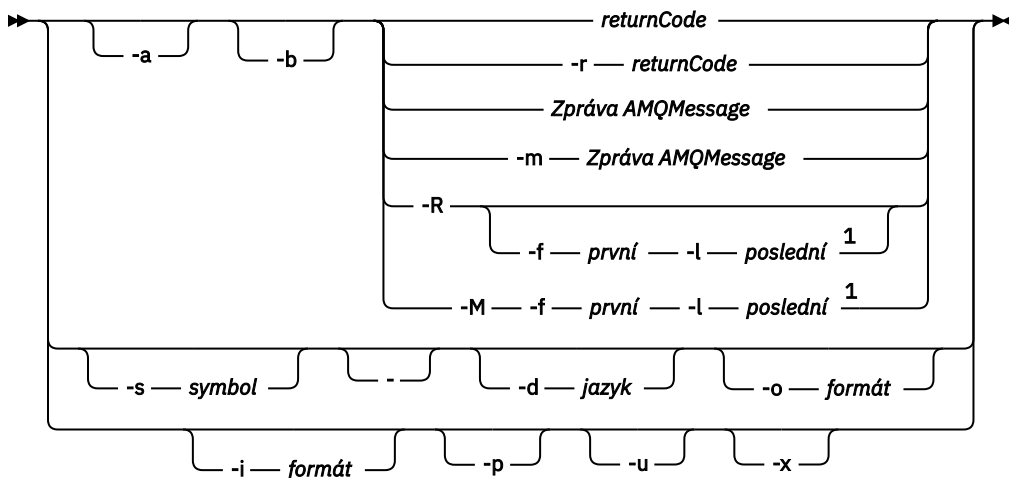 returnCode
-a -b -r returnCode
Zpráva AMQMessage
-m Zpráva AMQMessage
-R
-f první -l poslední 1
-M -f první -l poslední 1
-s symbol - -d jazyk -o formát
-i formát -p -u -x